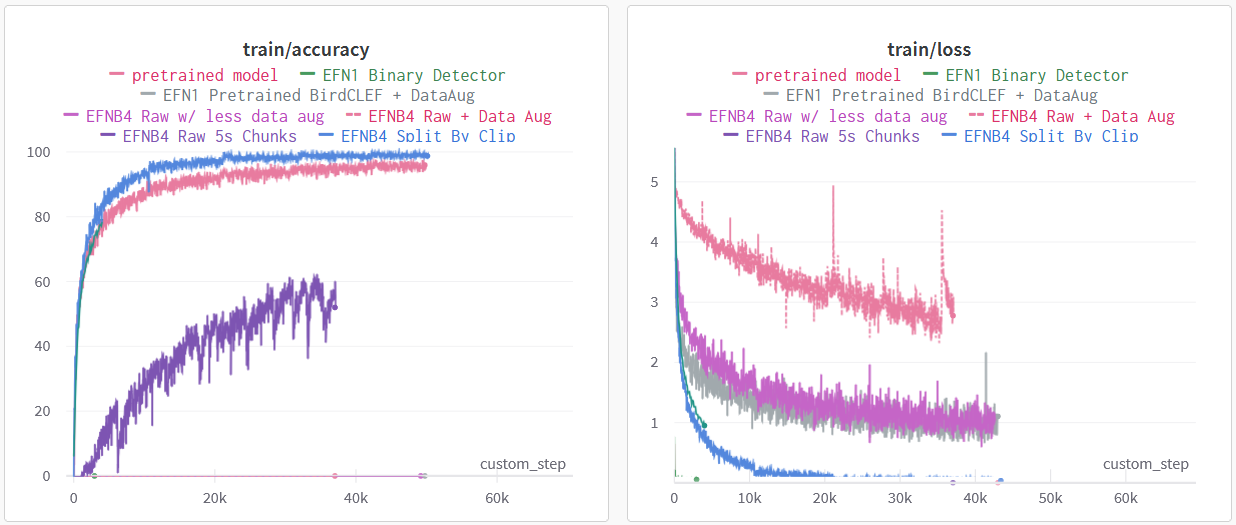 train/accuracy
pretrained model EFN1 Binary Detector
EFN1 Pretrained BirdCLEF + DataAug
EFNB4 Raw w/ less data aug EFNB4 Raw + Data Aug
EFNB4 Raw 5s Chunks EFNB4 Split By Clip
100
80
60
40
20
0
custom_step
0 20k 40k 60k
train/loss
pretrained model EFN1 Binary Detector
EFN1 Pretrained BirdCLEF + DataAug
EFNB4 Raw w/ less data aug EFNB4 Raw + Data Aug
EFNB4 Raw 5s Chunks EFNB4 Split By Clip
5
4
3
2
1
custom_step
0 10k 20k 30k 40k 50k 60k